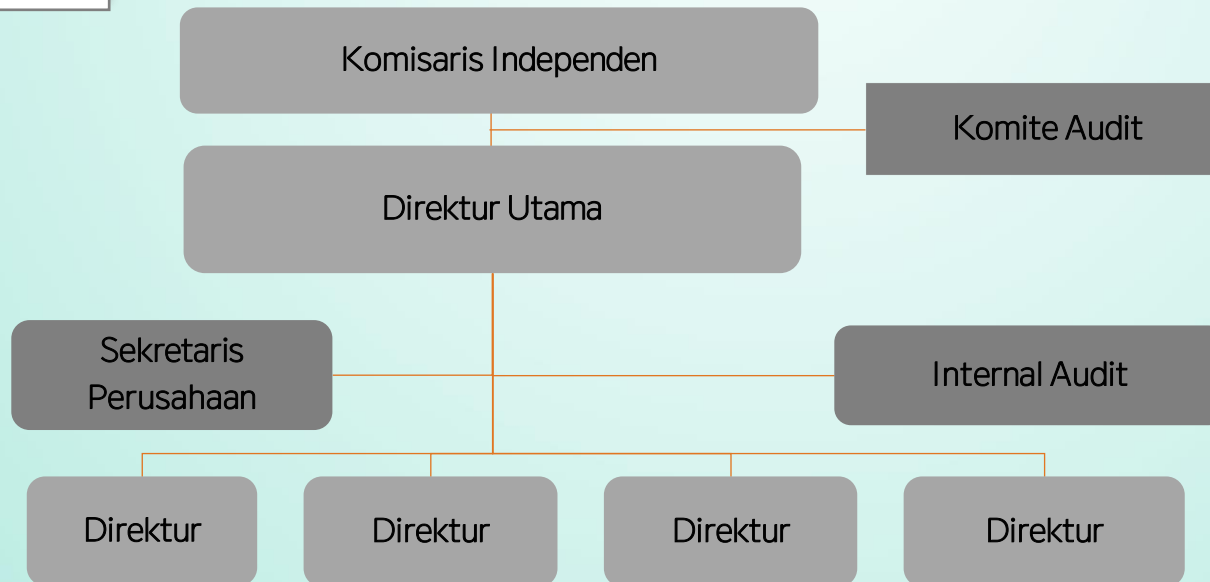 Komisaris Independen
Komite Audit
Direktur Utama
Sekretaris
Perusahaan
Internal Audit
Direktur
Direktur
Direktur
Direktur